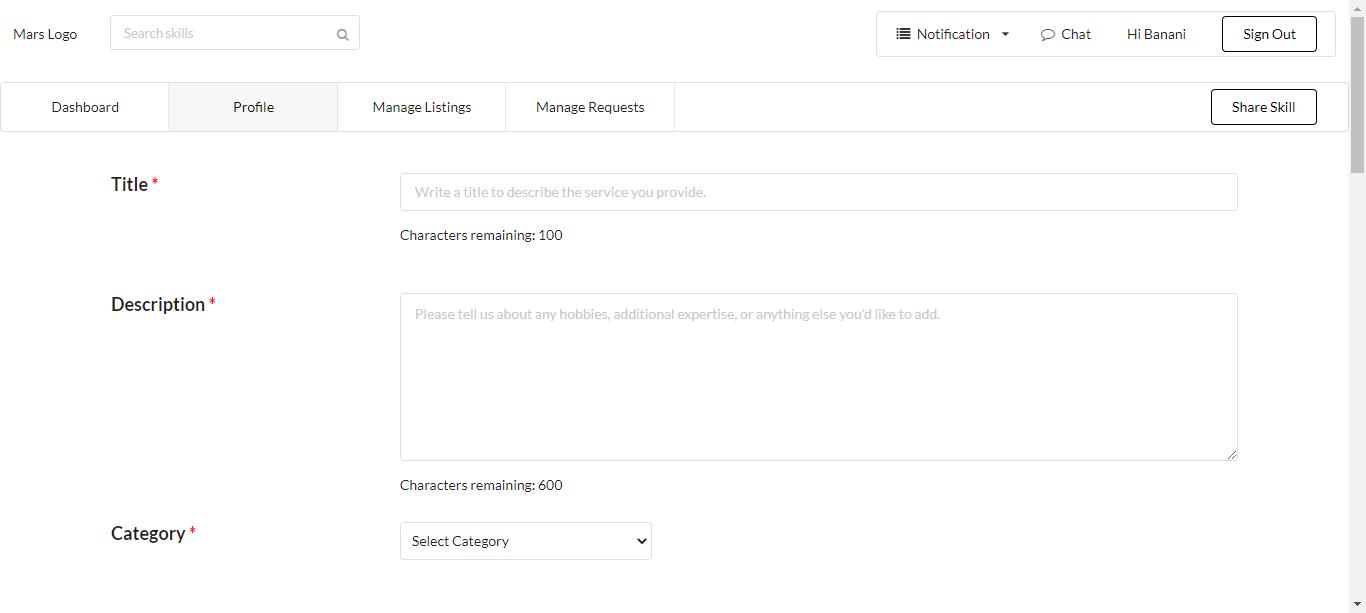 Mars Logo
Search skills
Notification
Chat
Hi Banani
Sign Out
Dashboard
Profile
Manage Listings
Manage Requests
Share Skill
Title *
Write a title to describe the service you provide.
Characters remaining: 100
Description *
Please tell us about any hobbies, additional expertise, or anything else you'd like to add.
Characters remaining: 600
Category *
Select Category